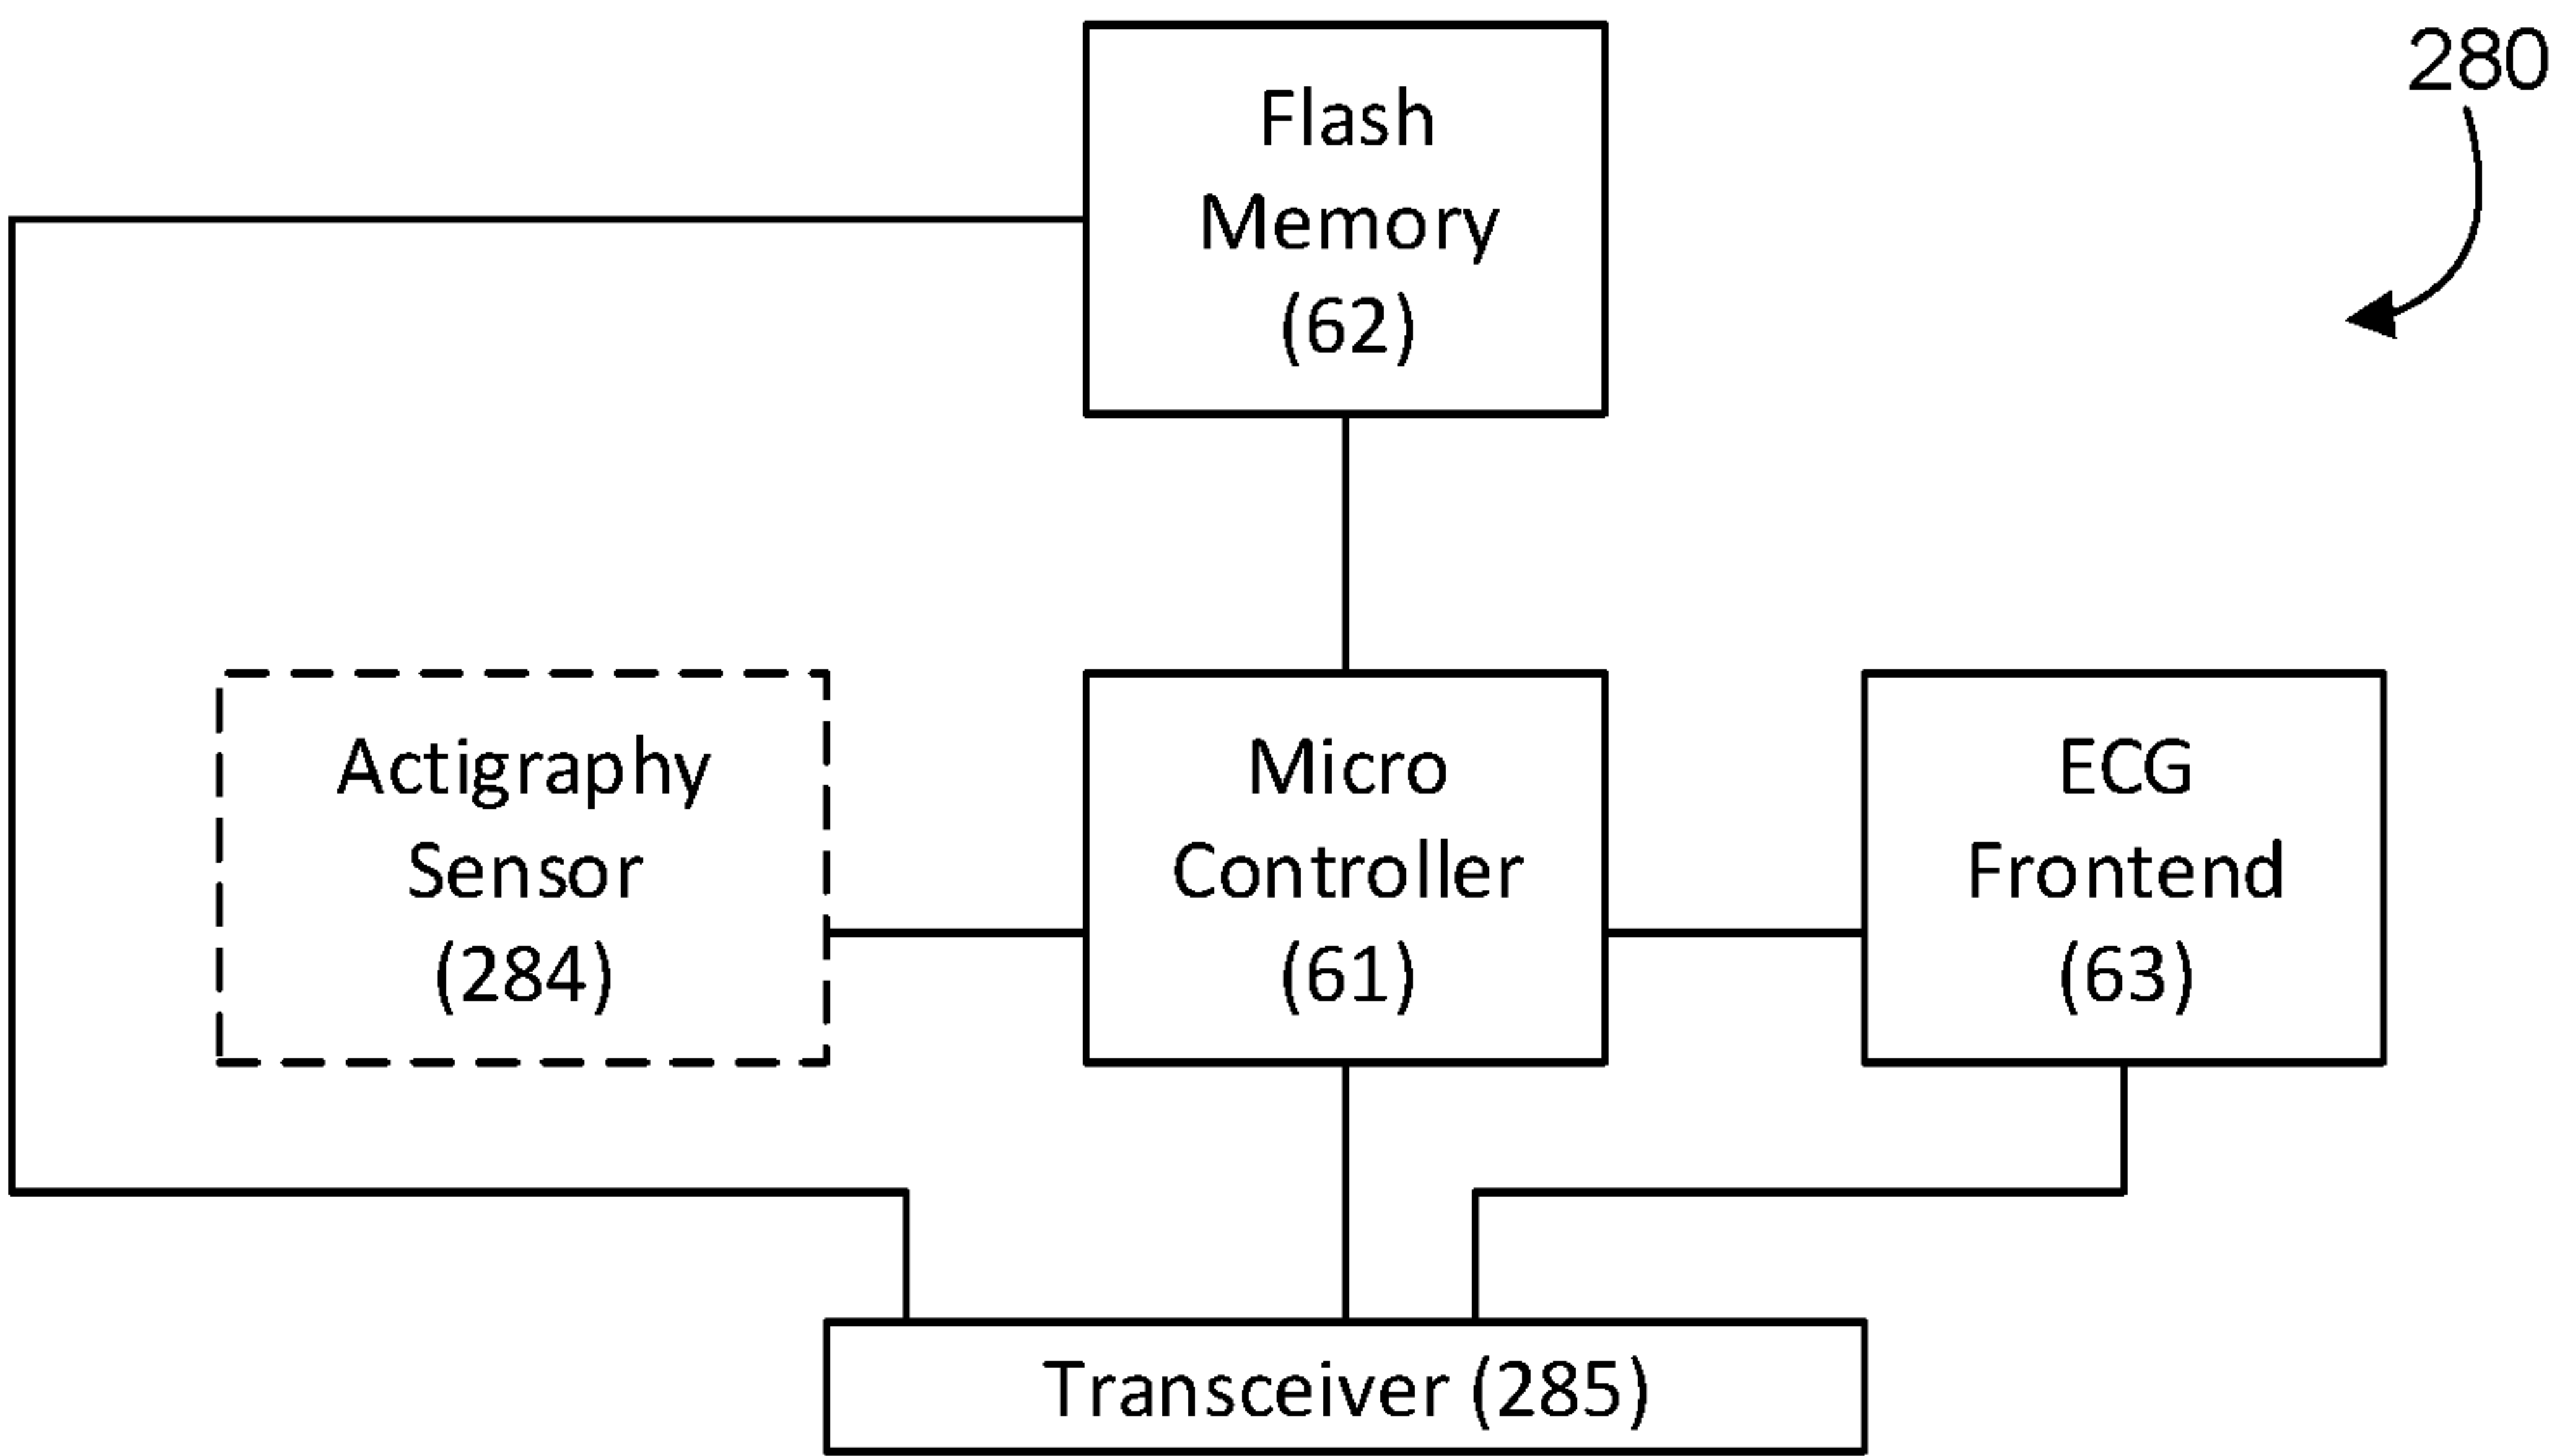 280
Flash
Memory
(62)
Actigraphy
Sensor
(284)
Micro
Controller
(61)
ECG
Frontend
(63)
Transceiver (285)